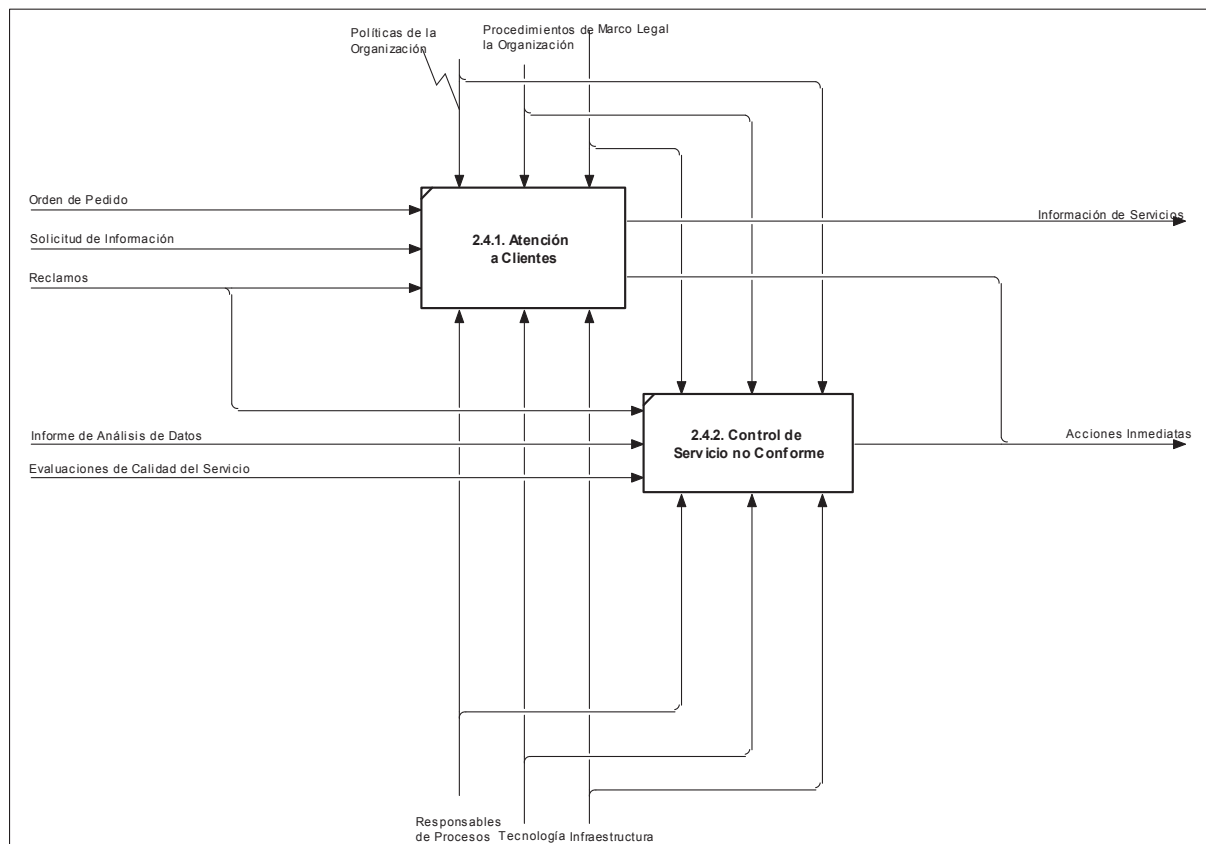 Políticas de la
Organización
Procedimientos de
la Organización
Marco Legal
Orden de Pedido
Solicitud de Información
Reclamos
2.4.1. Atención
a Clientes
Información de Servicios
Informe de Análisis de Datos
Evaluaciones de Calidad del Servicio
2.4.2. Control de
Servicio no Conforme
Acciones Inmediatas
Responsables
de Procesos
Tecnología
Infraestructura